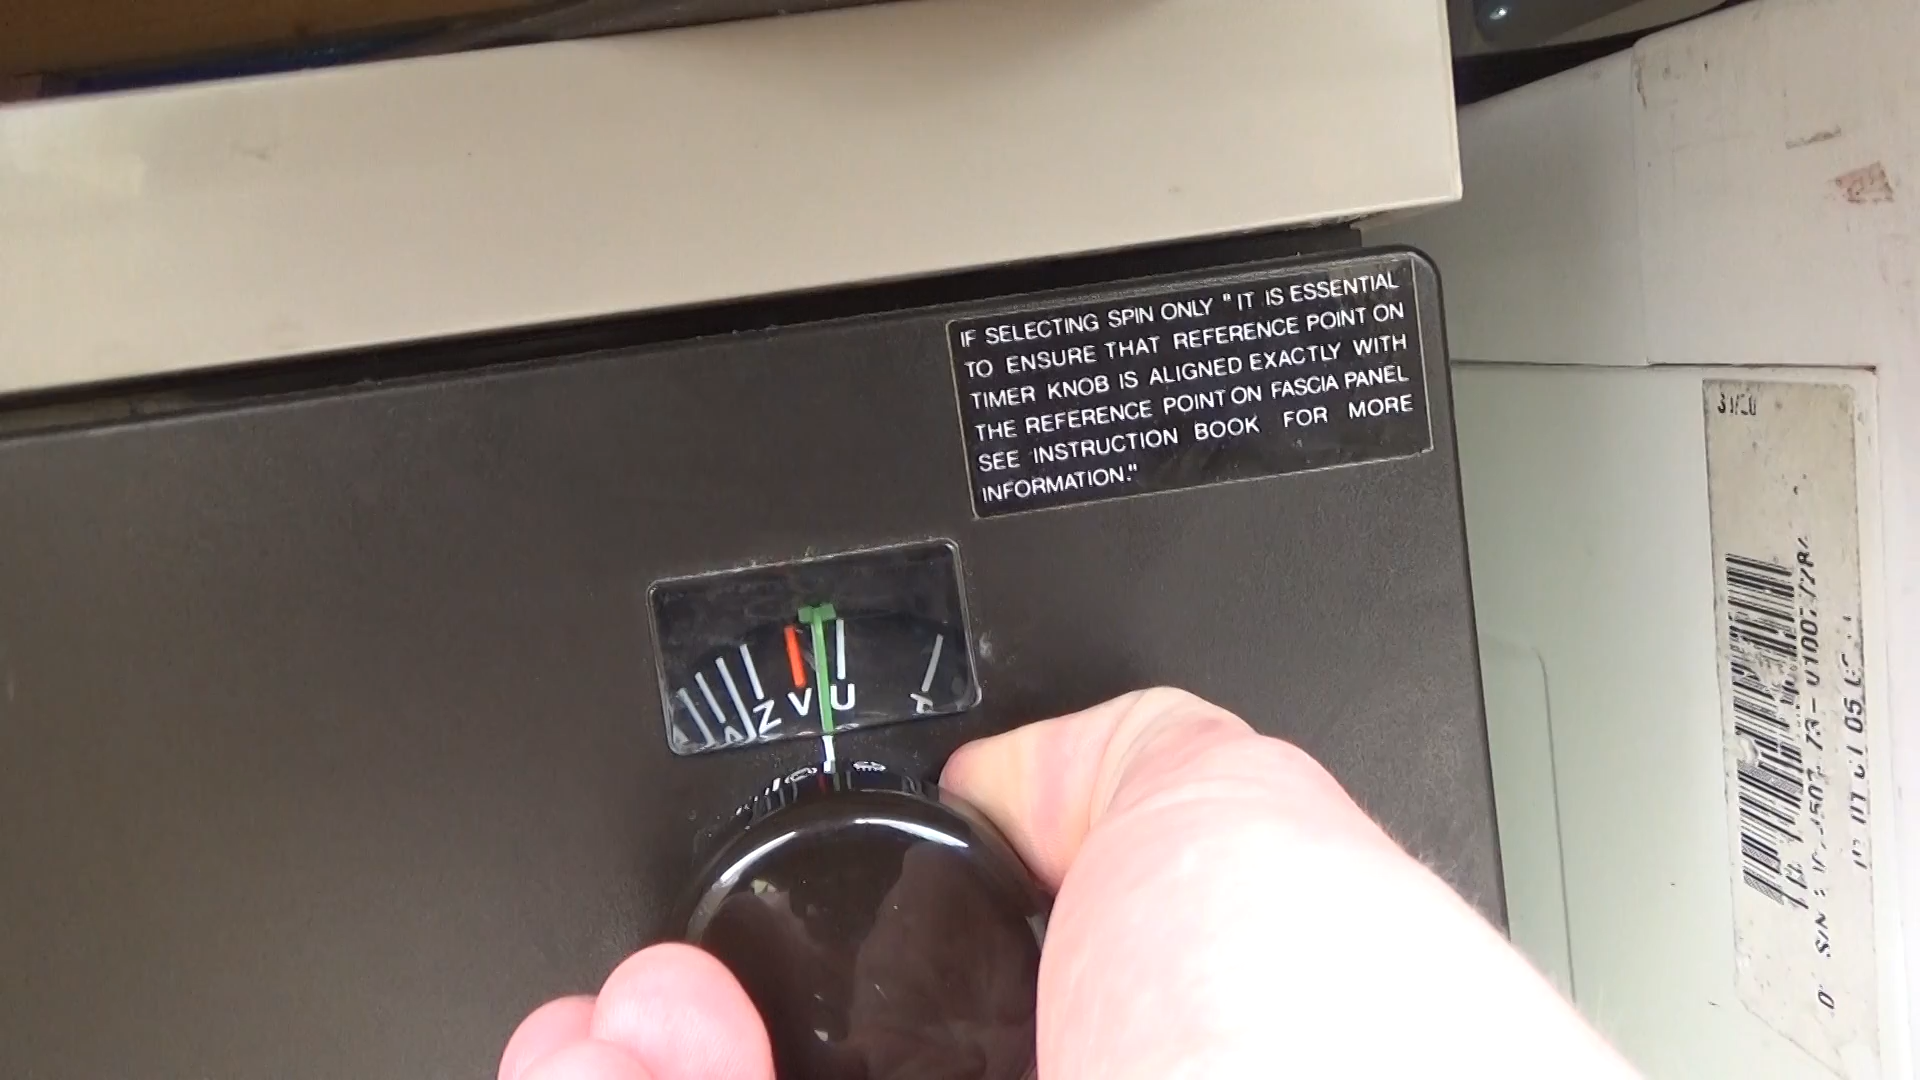 IF SELECTING SPIN ONLY "IT IS ESSENTIAL
TO ENSURE THAT REFERENCE POINT ON
TIMER KNOB IS ALIGNED EXACTLY WITH
THE REFERENCE POINT ON FASCIA PANEL
SEE INSTRUCTION BOOK FOR MORE
INFORMATION."
Z V U